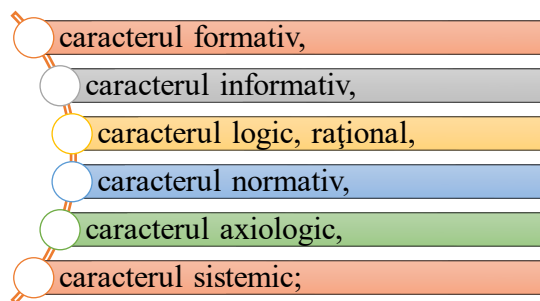 caracterul formativ,
caracterul informativ,
caracterul logic, raţional,
caracterul normativ,
caracterul axiologic,
caracterul sistemic;